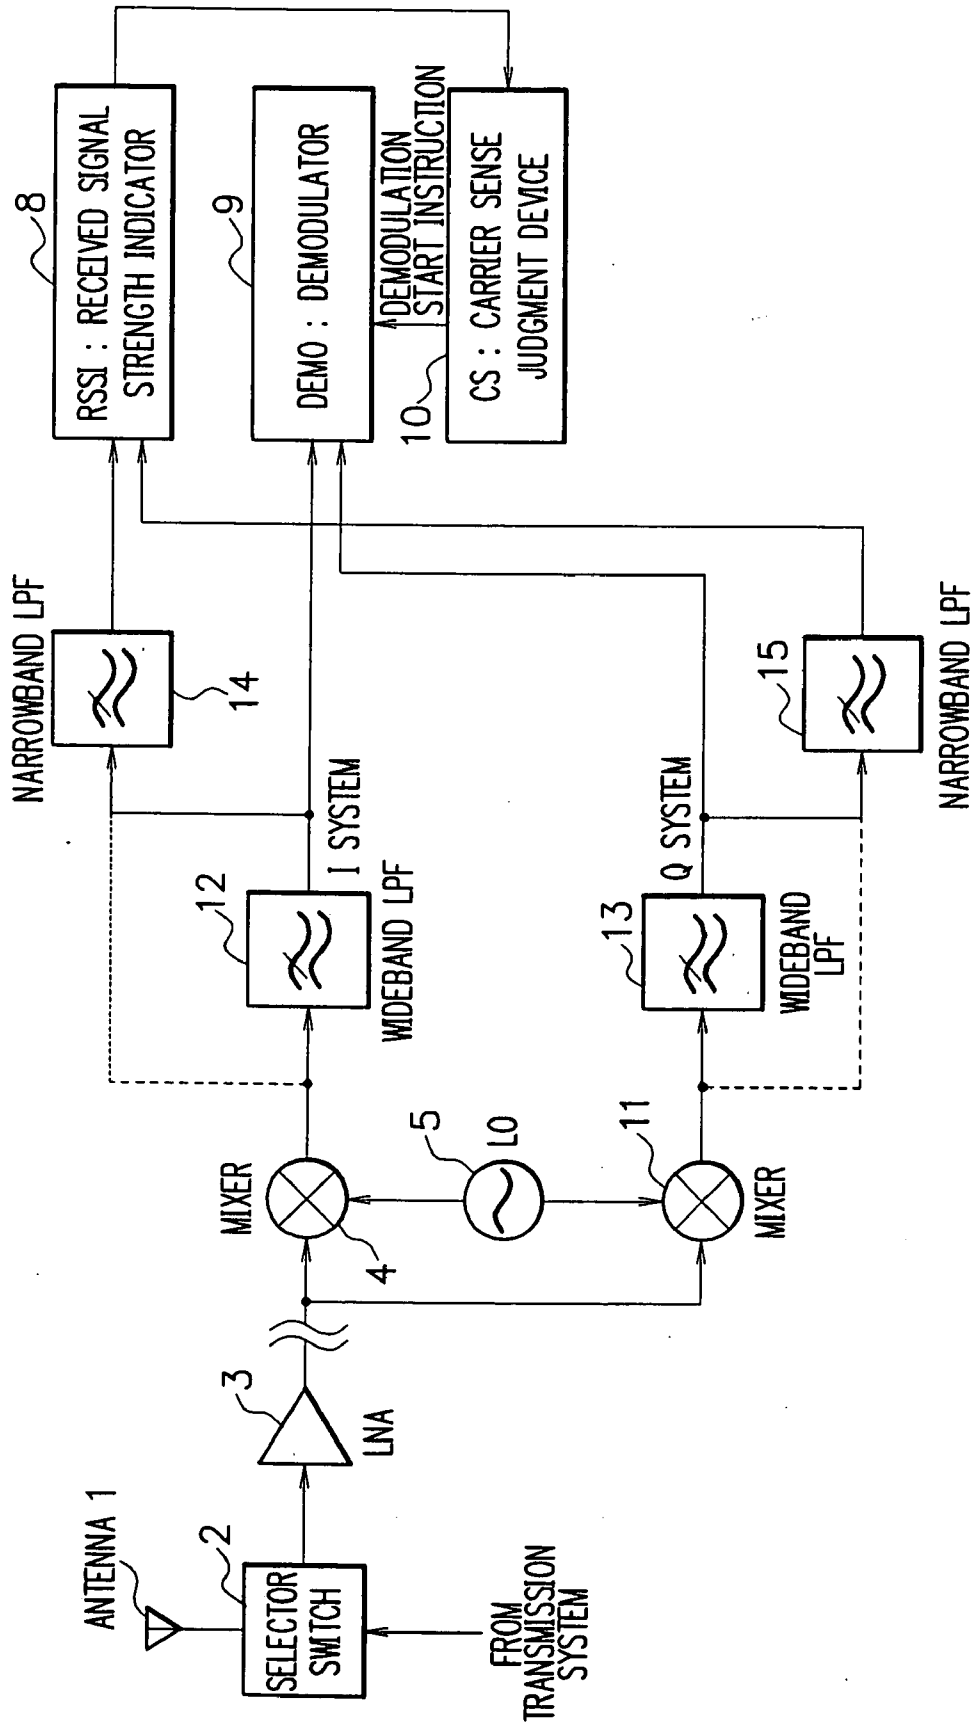 ANTENNA 1
2
SELECTOR
SWITCH
FROM
TRANSMISSION
SYSTEM
3
LNA
MIXER
4
5
LO
11
MIXER
12
WIDEBAND LPF
I SYSTEM
13
WIDEBAND
LPF
Q SYSTEM
NARROWBAND LPF
14
15
NARROWBAND LPF
8
RSSI : RECEIVED SIGNAL
STRENGTH INDICATOR
9
DEMO : DEMODULATOR
DEMODULATION
START INSTRUCTION
10
CS : CARRIER SENSE
JUDGMENT DEVICE